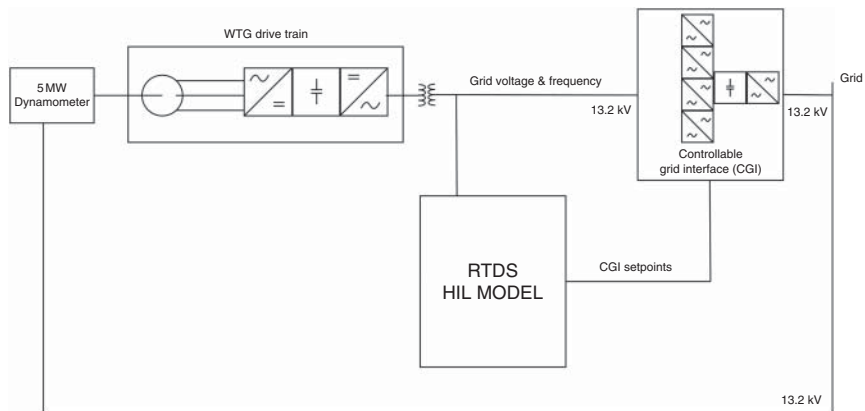 WTG drive train
5 MW
Dynamometer
Grid voltage & frequency
13.2 kV
Controllable
grid interface (CGI)
13.2 kV
Grid
RTDS
HIL MODEL
CGI setpoints
13.2 kV